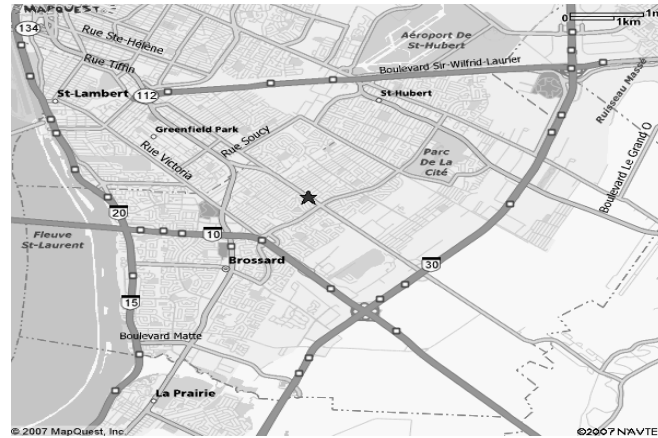 MAPQUEST
134
Rue Ste-Hélène
Rue Tiffin
Aéroport De
St-Hubert
0 1m
1km
Boulevard Sir-Wilfrid-Laurier
St-Lambert
112
St-Hubert
Ruisseau Massé
Greenfield Park
Rue Soucy
Rue Victoria
Parc
De La
Cité
Boulevard Le Grand O
20
Fleuve
St-Laurent
10
Brossard
30
15
Boulevard Matte
La Prairie
© 2007 MapQuest, Inc
©2007 NAVTE